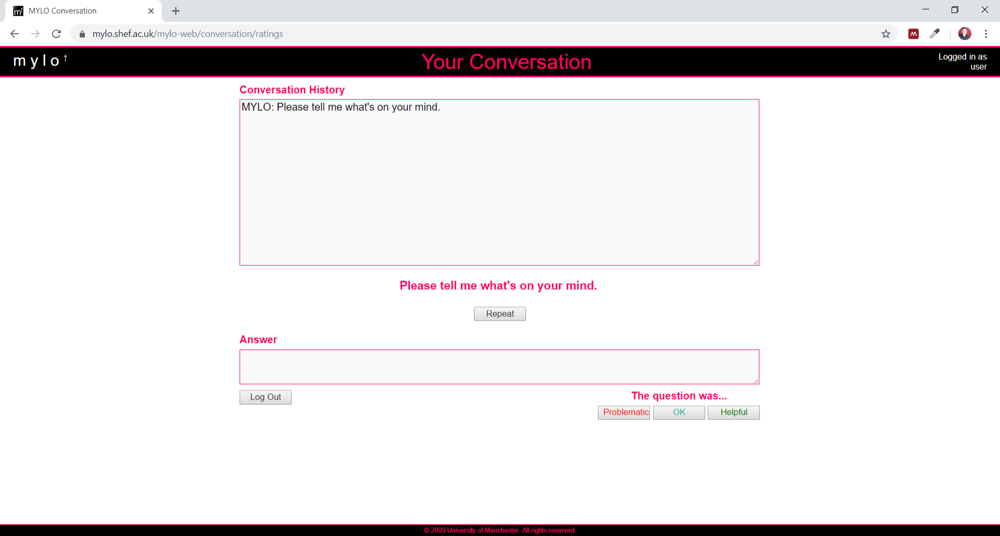 MYLO Conversation
mylo.shef.ac.uk/mylo-web/conversation/ratings
mylo↑
Your Conversation
Logged in as
user
Conversation History
MYLO: Please tell me what's on your mind.
Please tell me what's on your mind.
Repeat
Answer
Log Out
The question was...
Problematic OK Helpful
© 2009 University of Manchester. All rights reserved.